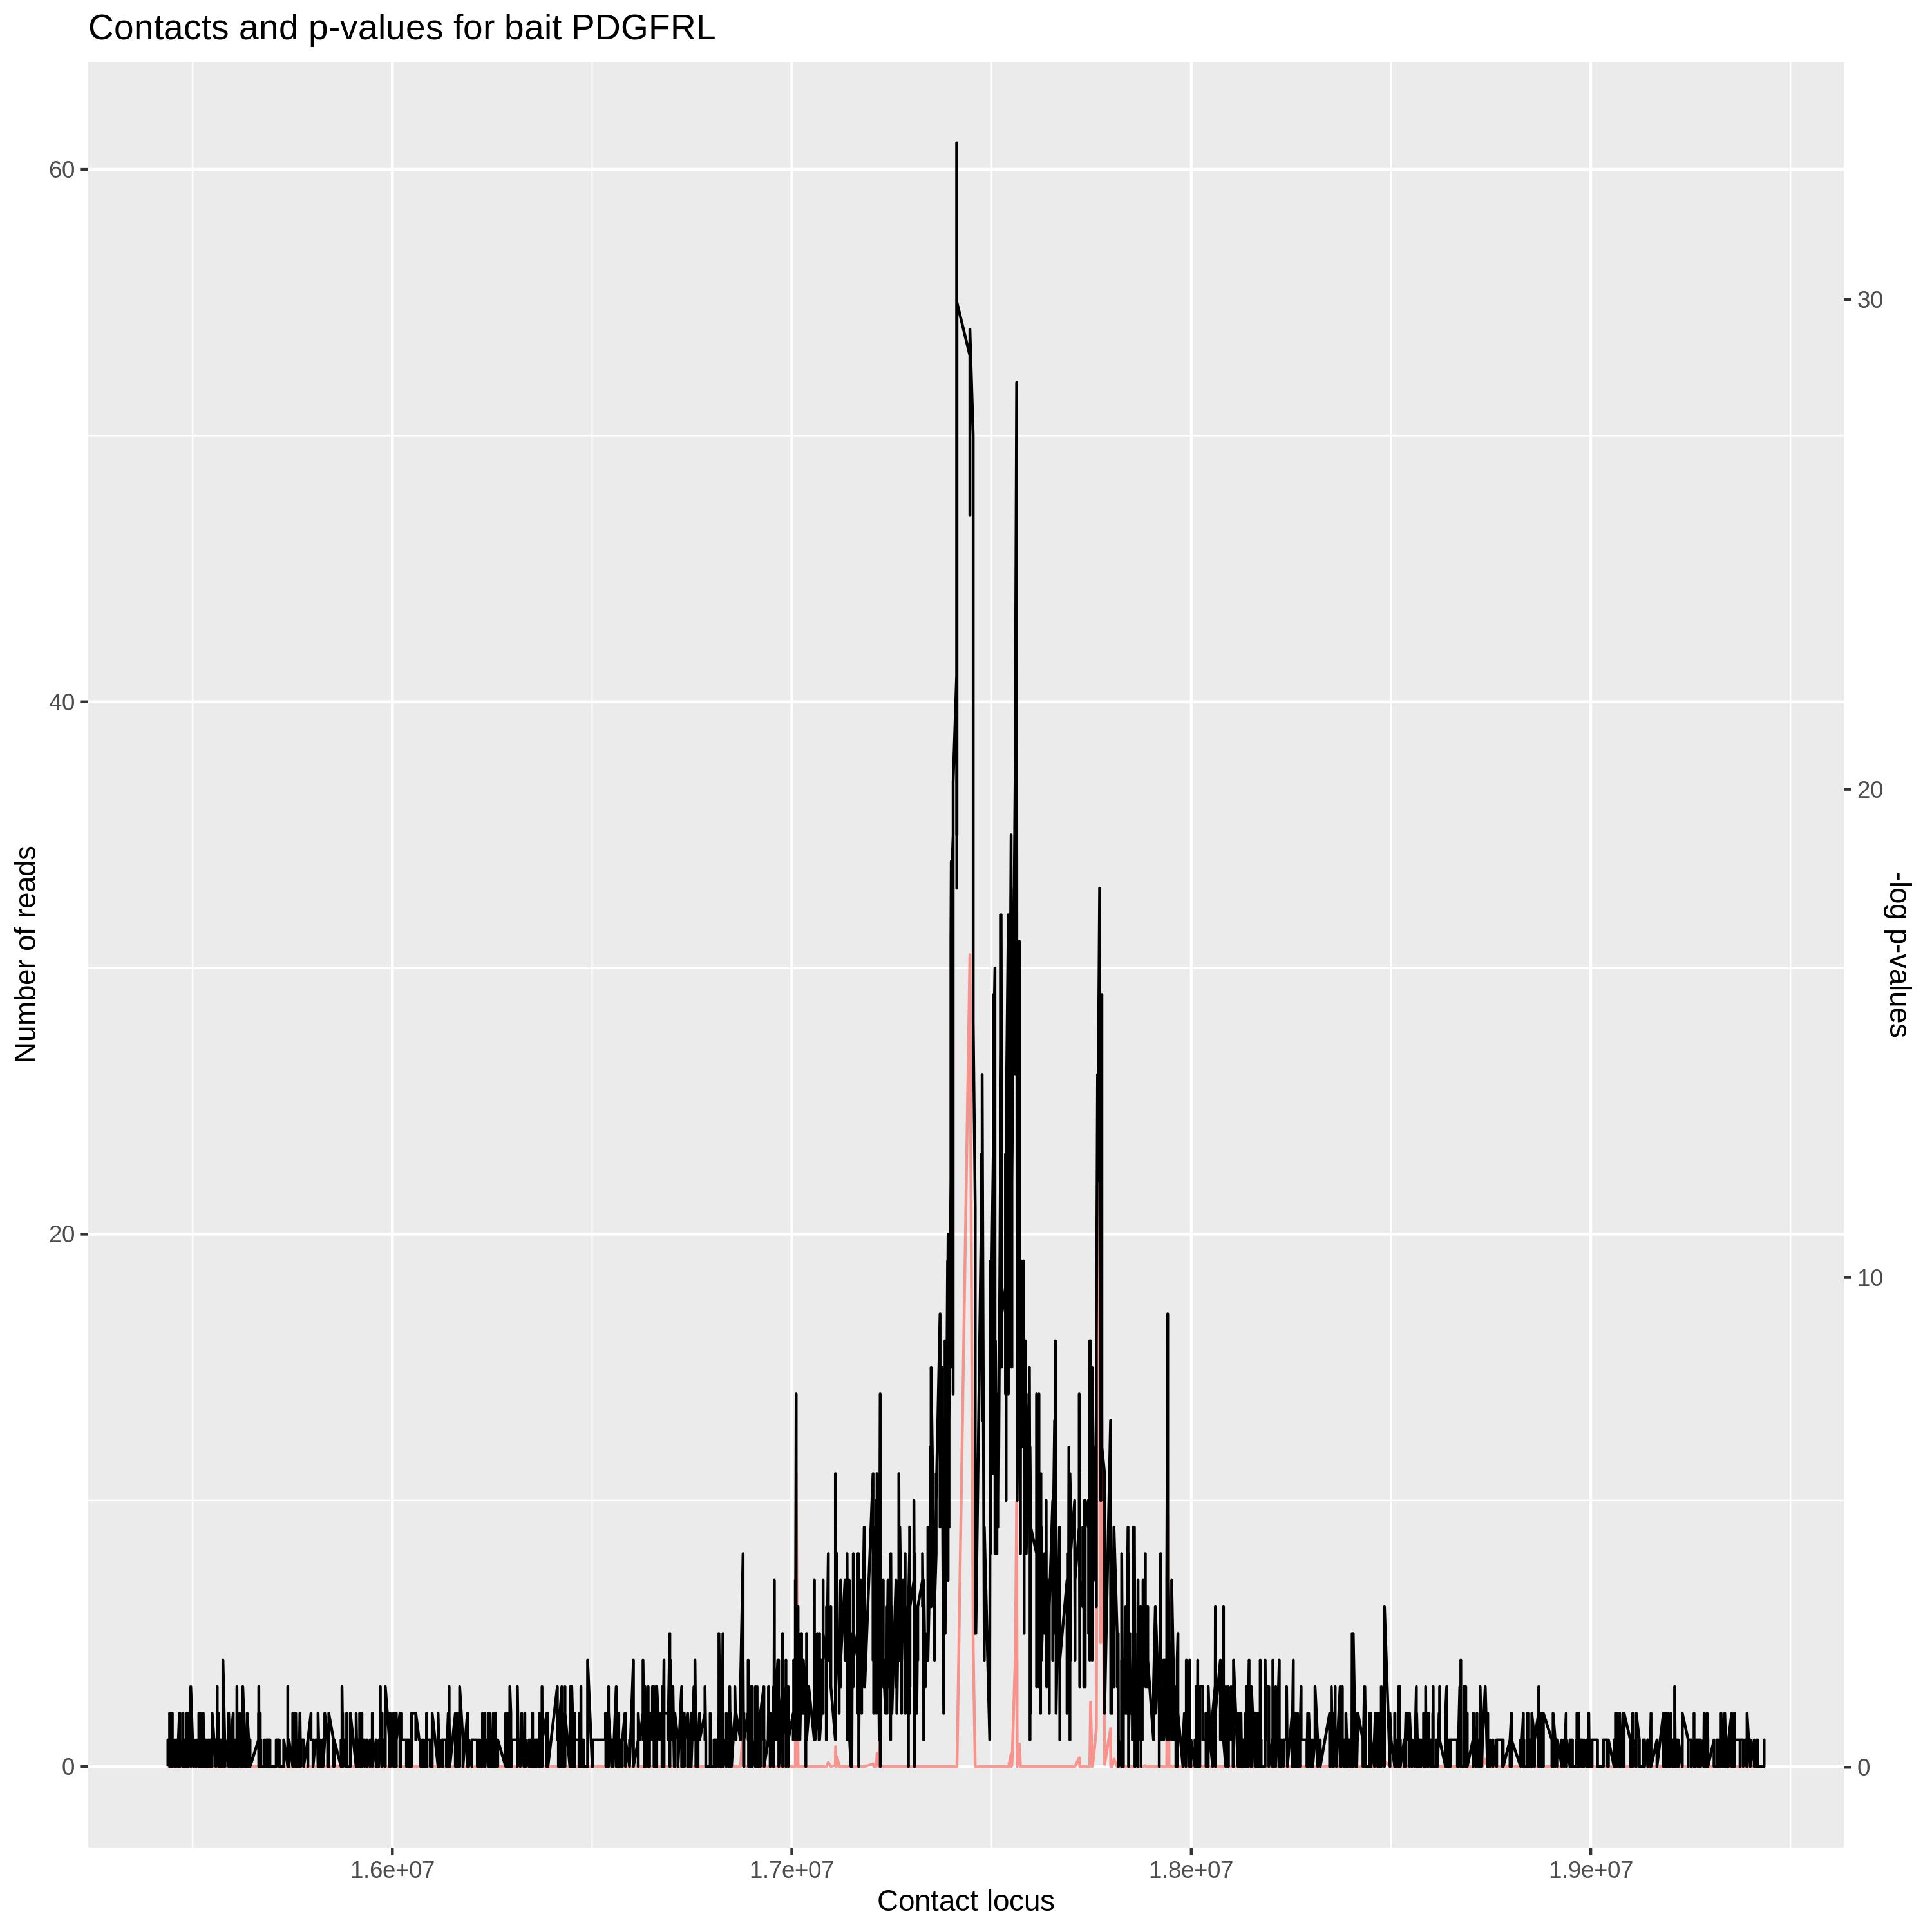 Contacts and p-values for bait PDGFRL
60
40
20
0
30
20
10
0
Number of reads
-log p-values
1.6e+07
1.7e+07
1.8e+07
1.9e+07
Contact locus